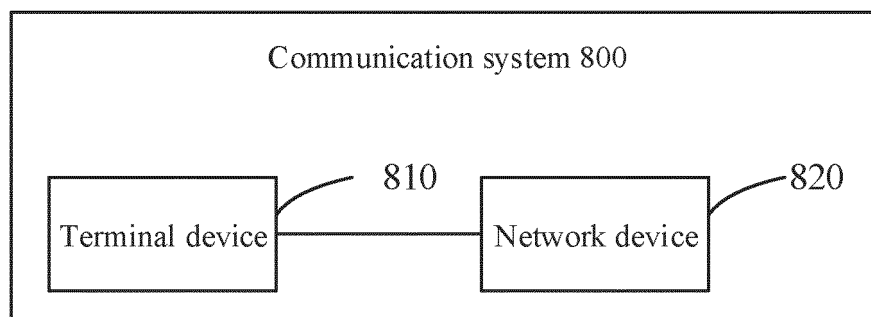 Communication system 800
810
820
Terminal device
Network device